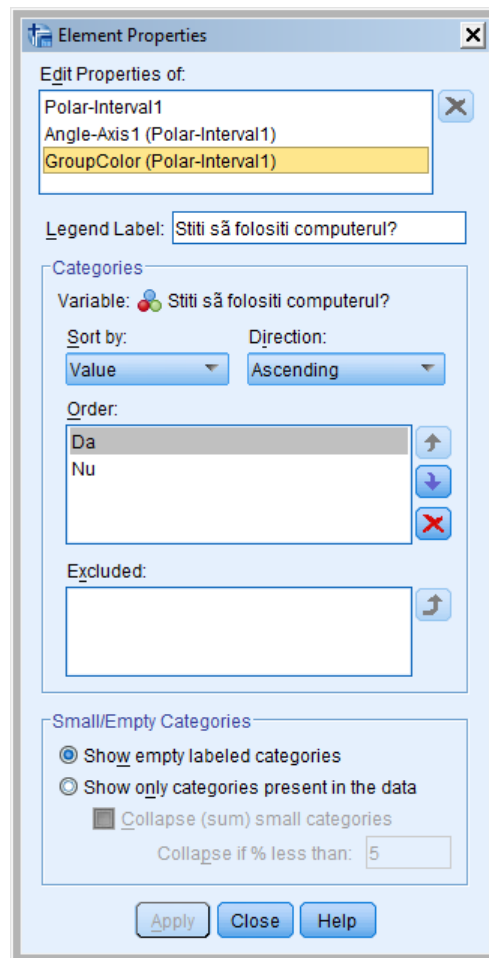 Element Properties
Edit Properties of:
Polar-Interval1
Angle-Axis1 (Polar-Interval1)
GroupColor (Polar-Interval1)
Legend Label: Stiti sã folositi computerul?
Categories
Variable: Stiti sã folositi computerul?
Sort by: Direction:
Value Ascending
Order:
Da
Nu
Excluded:
Small/Empty Categories
Show empty labeled categories
Show only categories present in the data
Collapse (sum) small categories
Collapse if % less than: 5
Apply Close Help